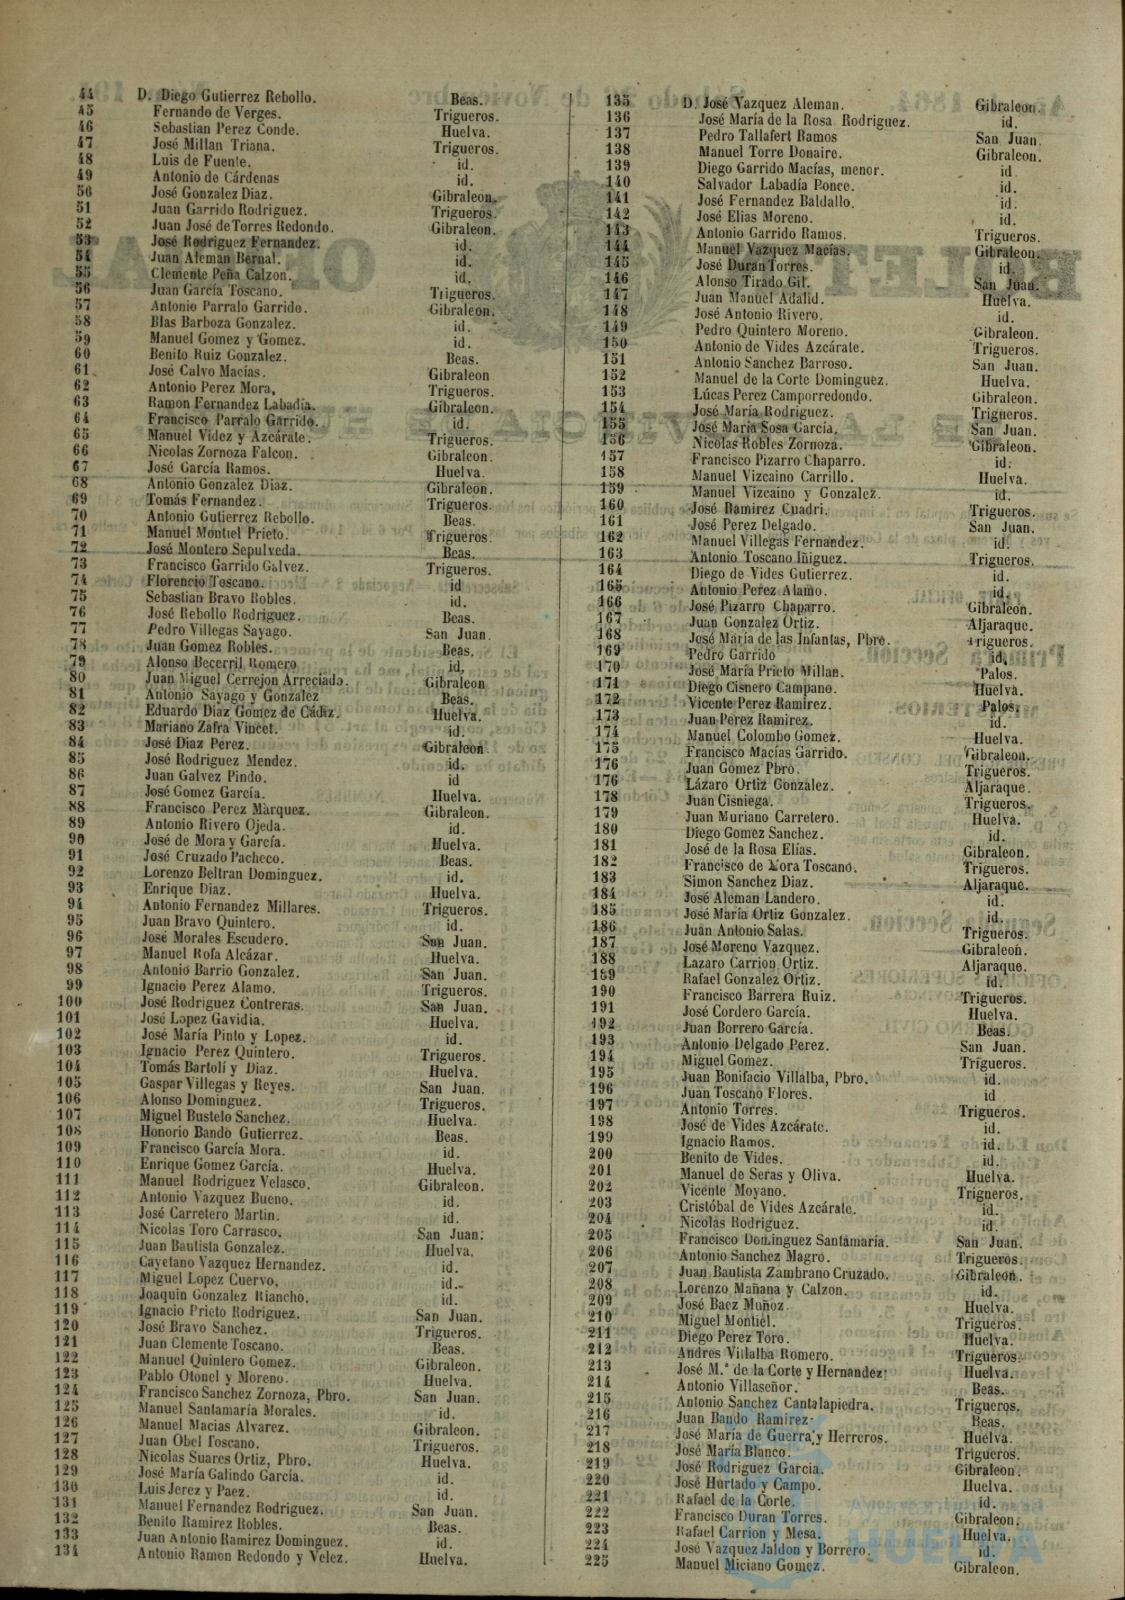 44 D. Diego Gutierrez Rebollo. Beas.
45 Fernando de Verges. Trigueros.
46 Sebastian Perez Conde. Huelva.
47 José Millan Triana. Trigueros.
48 Luis de Fuente. id.
49 Antonio de Cárdenas id.
50 José Gonzalez Diaz. Gibraleon.
51 Juan Garrido Rodriguez. Trigueros.
52 Juan José de Torres Redondo. Gibraleon.
53 José Rodriguez Fernandez. id.
54 Juan Aleman Bernal. id.
55 Clemente Peña Calzon. id.
56 Juan García Toscano. Trigueros.
57 Antonio Parralo Garrido. Gibraleon.
58 Blas Barboza Gonzalez. id.
59 Manuel Gomez y Gomez. id.
60 Benito Ruiz Gonzalez. Beas.
61 José Calvo Macías. Gibraleon
62 Antonio Perez Mora, Trigueros.
63 Ramon Fernandez Labadía. Gibraleon.
64 Francisco Parralo Garrido. id.
65 Manuel Videz y Azcárate. Trigueros.
66 Nicolas Zornoza Falcon. Gibraleon.
67 José García Ramos. Huelva.
68 Antonio Gonzalez Diaz. Gibraleon.
69 Tomás Fernandez. Trigueros.
70 Antonio Gutierrez Rebollo. Beas.
71 Manuel Montiel Prieto. Trigueros.
72 José Montero Sepulveda. Beas.
73 Francisco Garrido Galvez. Trigueros.
74 Florencio Toscano. id
75 Sebastian Bravo Robles. id.
76 José Rebollo Rodriguez. Beas.
77 Pedro Villegas Sayago. San Juan.
78 Juan Gomez Robles. Beas.
79 Alonso Becerril Romero id.
80 Juan Miguel Cerrejon Arreciado. Gibraleon
81 Antonio Sayago y Gonzalez Beas.
82 Eduardo Diaz Gomez de Cádiz. Huelva.
83 Mariano Zafra Vincet. id.
84 José Diaz Perez. Gibraleon
85 José Rodriguez Mendez. id.
86 Juan Galvez Pindo. id
87 José Gomez García. Huelva.
88 Francisco Perez Márquez. Gibraleon.
89 Antonio Rivero Ojeda. id.
90 José de Mora y García. Huelva.
91 José Cruzado Pacheco. Beas.
92 Lorenzo Beltran Dominguez. id.
93 Enrique Diaz. Huelva.
94 Antonio Fernandez Millares. Trigueros.
95 Juan Bravo Quintero. id.
96 José Morales Escudero. San Juan.
97 Manuel Rofa Alcázar. Huelva.
98 Antonio Barrio Gonzalez. San Juan.
99 Ignacio Perez Alamo. Trigueros.
100 José Rodriguez Contreras. San Juan.
101 José Lopez Gavidia. Huelva.
102 José María Pinto y Lopez. id.
103 Ignacio Perez Quintero. Trigueros.
104 Tomás Bartolí y Diaz. Huelva.
105 Gaspar Villegas y Reyes. San Juan.
106 Alonso Dominguez. Trigueros.
107 Miguel Bustelo Sanchez. Huelva.
108 Honorio Bando Gutierrez. Beas.
109 Francisco García Mora. id.
110 Enrique Gomez García. Huelva.
111 Manuel Rodriguez Velasco. Gibraleon.
112 Antonio Vazquez Bueno. id.
113 José Carretero Martin. id.
114 Nicolas Toro Carrasco. San Juan.
115 Juan Bautista Gonzalez. Huelva.
116 Cayetano Vazquez Hernandez. id.
117 Miguel Lopez Cuervo. id.
118 Joaquin Gonzalez Riancho. id.
119 Ignacio Prieto Rodriguez. San Juan.
120 José Bravo Sanchez. Trigueros.
121 Juan Clemente Toscano. Beas.
122 Manuel Quintero Gomez. Gibraleon.
123 Pablo Otonel y Moreno. Huelva.
124 Francisco Sanchez Zornoza, Pbro. San Juan.
125 Manuel Santamaría Morales. id.
126 Manuel Macias Alvarez. Gibraleon.
127 Juan Obel Toscano. Trigueros.
128 Nicolas Suares Ortiz, Pbro. Huelva.
129 José María Galindo García. id.
130 Luis Jerez y Paez. id.
131 Manuel Fernandez Rodriguez. San Juan.
132 Benito Ramirez Robles. Beas.
133 Juan Antonio Ramirez Dominguez. id.
134 Antonio Ramon Redondo y Velez. Huelva.
135 D. José Vazquez Aleman. Gibraleon.
136 José María de la Rosa Rodriguez. id.
137 Pedro Tallafert Ramos San Juan.
138 Manuel Torre Donaire. Gibraleon.
139 Diego Garrido Macías, menor. id
140 Salvador Labadía Ponce. id.
141 José Fernandez Baldallo. id.
142 José Elias Moreno. id.
143 Antonio Garrido Ramos. Trigueros.
144 Manuel Vazquez Macías. Gibraleon.
145 José Duran Torres. id.
146 Alonso Tirado Gil. San Juan.
147 Juan Manuel Adalid. Huelva.
148 José Antonio Rivero. id.
149 Pedro Quintero Moreno. Gibraleon.
150 Antonio de Vides Azcárate. Trigueros.
151 Antonio Sanchez Barroso. San Juan.
152 Manuel de la Corte Dominguez. Huelva.
153 Lúcas Perez Camporredondo. Gibraleon.
154 José María Rodriguez. Trigueros.
155 José María Sosa García. San Juan.
156 Nicolas Robles Zornoza. Gibraleon.
157 Francisco Pizarro Chaparro. id.
158 Manuel Vizcaino Carrillo. Huelva.
159 Manuel Vizcaino y Gonzalez. id.
160 José Ramirez Cuadri. Trigueros.
161 José Perez Delgado. San Juan.
162 Manuel Villegas Fernandez. id.
163 Antonio Toscano Iñiguez. Trigueros.
164 Diego de Vides Gutierrez. id.
165 Antonio Perez Alamo. id.
166 José Pizarro Chaparro. Gibraleon.
167 Juan Gonzalez Ortiz. Aljaraque.
168 José María de las Infantas, Pbro. Trigueros.
169 Pedro Garrido id.
170 José María Prieto Millan. Palos.
171 Diego Cisnero Campano. Huelva.
172 Vicente Perez Ramirez. Palos.
173 Juan Perez Ramirez. id.
174 Manuel Colombo Gomez. Huelva.
175 Francisco Macías Garrido. Gibraleon.
176 Juan Gomez Pbro. Trigueros.
176 Lázaro Ortiz Gonzalez. Aljaraque.
178 Juan Cisniega. Trigueros.
179 Juan Muriano Carretero. Huelva.
180 Diego Gomez Sanchez. id.
181 José de la Rosa Elías. Gibraleon.
182 Francisco de Mora Toscano. Trigueros.
183 Simon Sanchez Diaz. Aljaraque.
184 José Aleman Landero. id.
185 José María Ortiz Gonzalez. id.
186 Juan Antonio Salas. Trigueros.
187 José Moreno Vazquez. Gibraleon.
188 Lazaro Carrion Ortiz. Aljaraque.
189 Rafael Gonzalez Ortiz. id.
190 Francisco Barrera Ruiz. Trigueros.
191 José Cordero García. Huelva.
192 Juan Borrero García. Beas.
193 Antonio Delgado Perez. San Juan.
194 Miguel Gomez. Trigueros.
195 Juan Bonifacio Villalba, Pbro. id.
196 Juan Toscano Flores. id
197 Antonio Torres. Trigueros.
198 José de Vides Azcárate. id.
199 Ignacio Ramos. id.
200 Benito de Vides. id.
201 Manuel de Seras y Oliva. Huelva.
202 Vicente Moyano. Trigneros.
203 Cristóbal de Vides Azcárate. id.
204 Nicolas Rodriguez. id.
205 Francisco Dominguez Santamaría. San Juan.
206 Antonio Sanchez Magro. Trigueros.
207 Juan Bautista Zambrano Cruzado. Gibraleon.
208 Lorenzo Mañana y Calzon. id.
209 José Baez Muñoz. Huelva.
210 Miguel Montiel. Trigueros.
211 Diego Perez Toro. Huelva.
212 Andres Villalba Romero. Trigueros.
213 José M.ª de la Corte y Hernandez Huelva.
214 Antonio Villaseñor. Beas.
215 Antonio Sanchez Cantalapiedra. Trigueros.
216 Juan Bando Ramirez Beas.
217 José Maria de Guerra y Herreros. Huelva.
218 José María Blanco. Trigueros.
219 José Rodriguez Garcia. Gibraleon.
220 José Hurtado y Campo. Huelva.
221 Rafael de la Corte. id.
222 Francisco Duran Torres. Gibraleon.
223 Rafael Carrion y Mesa. Huelva.
224 José Vazquez Jaldon y Borrero. id.
225 Manuel Miciano Gomez. Gibraleon.
HUELVA